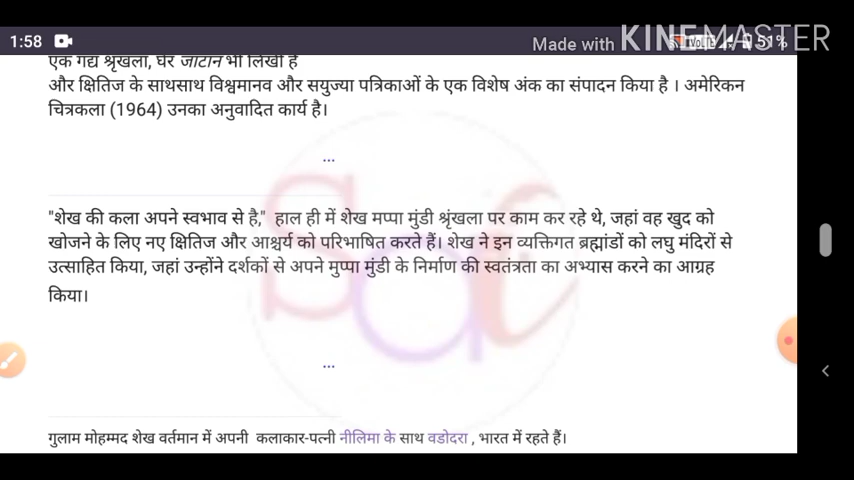 1:58
Made with KINEMASTER
51%
एक गद्य श्रृंखला, घेर जाटान भी लिखी है
और क्षितिज के साथसाथ विश्वमानव और सयुज्या पत्रिकाओं के एक विशेष अंक का संपादन किया है । अमेरिकन
चित्रकला (1964) उनका अनुवादित कार्य है।
...
"शेख की कला अपने स्वभाव से है," हाल ही में शेख मप्पा मुंडी श्रृंखला पर काम कर रहे थे, जहां वह खुद को
खोजने के लिए नए क्षितिज और आश्चर्य को परिभाषित करते हैं। शेख ने इन व्यक्तिगत ब्रह्मांडों को लघु मंदिरों से
उत्साहित किया, जहां उन्होंने दर्शकों से अपने मुप्पा मुंडी के निर्माण की स्वतंत्रता का अभ्यास करने का आग्रह
किया।
...
गुलाम मोहम्मद शेख वर्तमान में अपनी कलाकार-पत्नी नीलिमा के साथ वडोदरा , भारत में रहते हैं।